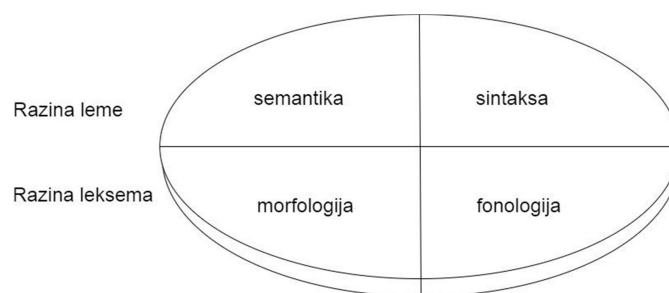 semantika sintaksa
Razina leme
Razina leksema
morfologija fonologija